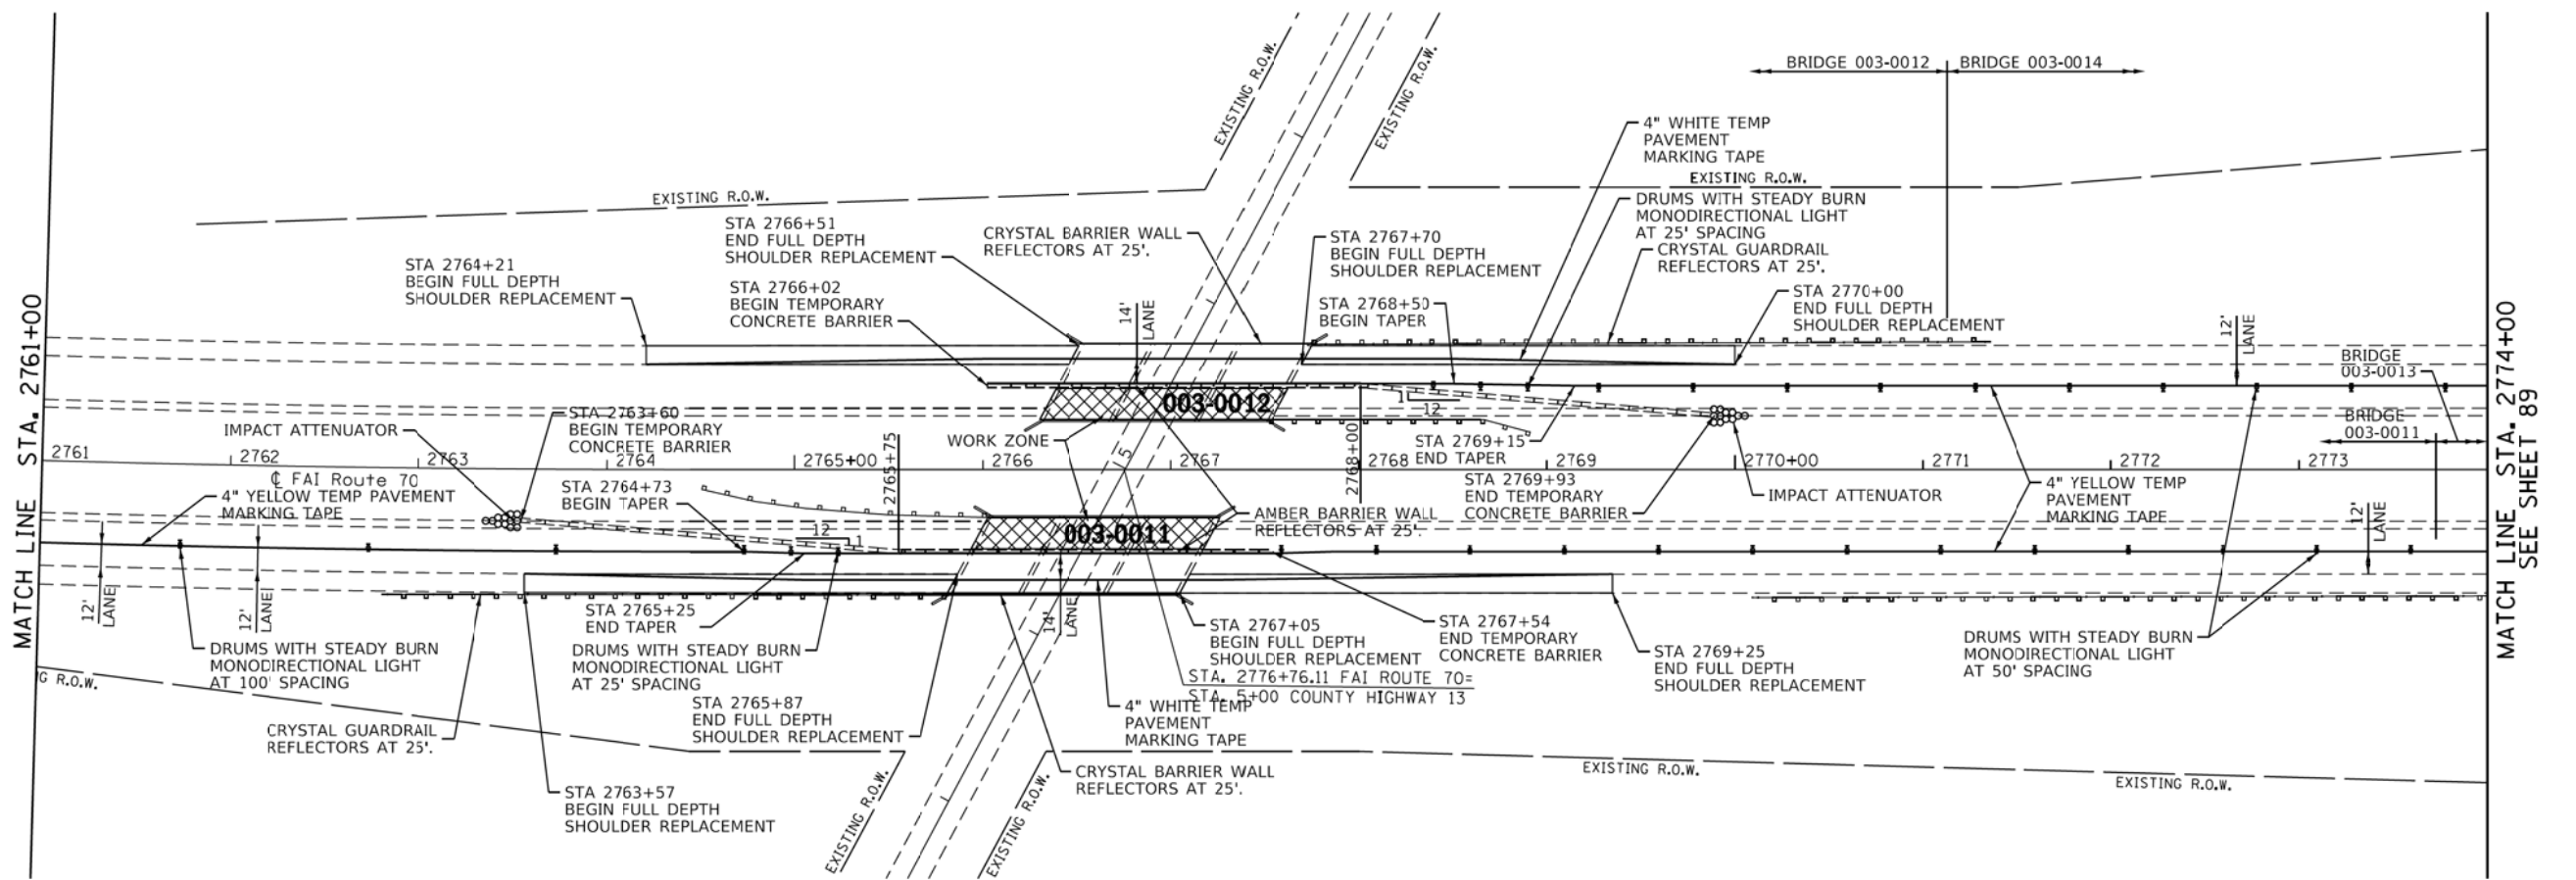 BRIDGE 003-0012
BRIDGE 003-0014
EXISTING R.O.W.
EXISTING R.O.W.
4" WHITE TEMP
PAVEMENT
MARKING TAPE
EXISTING R.O.W.
EXISTING R.O.W.
DRUMS WITH STEADY BURN
MONODIRECTIONAL LIGHT
AT 25' SPACING
CRYSTAL GUARDRAIL
REFLECTORS AT 25'.
STA 2766+51
END FULL DEPTH
SHOULDER REPLACEMENT
CRYSTAL BARRIER WALL
REFLECTORS AT 25'.
STA 2767+70
BEGIN FULL DEPTH
SHOULDER REPLACEMENT
STA 2764+21
BEGIN FULL DEPTH
SHOULDER REPLACEMENT
STA 2766+02
BEGIN TEMPORARY
CONCRETE BARRIER
14'
LANE
STA 2768+50
BEGIN TAPER
STA 2770+00
END FULL DEPTH
SHOULDER REPLACEMENT
12'
LANE
BRIDGE
003-0013
MATCH LINE STA. 2761+00
MATCH LINE STA. 2774+00
SEE SHEET 89
003-0012
1
12
STA 2763+60
BEGIN TEMPORARY
CONCRETE BARRIER
IMPACT ATTENUATOR
WORK ZONE
2765+75
2768+00
STA 2769+15
END TAPER
BRIDGE
003-0011
2761
2762
2763
2764
2765+00
2766
5
2767
2768
2769
2770+00
2771
2772
2773
℄ FAI Route 70
4" YELLOW TEMP PAVEMENT
MARKING TAPE
STA 2764+73
BEGIN TAPER
STA 2769+93
END TEMPORARY
CONCRETE BARRIER
IMPACT ATTENUATOR
4" YELLOW TEMP
PAVEMENT
MARKING TAPE
12
1
003-0011
AMBER BARRIER WALL
REFLECTORS AT 25'.
12'
LANE
12'
LANE
12'
LANE
14'
LANE
STA 2765+25
END TAPER
STA 2767+05
BEGIN FULL DEPTH
SHOULDER REPLACEMENT
STA 2767+54
END TEMPORARY
CONCRETE BARRIER
DRUMS WITH STEADY BURN
MONODIRECTIONAL LIGHT
AT 50' SPACING
DRUMS WITH STEADY BURN
MONODIRECTIONAL LIGHT
AT 100' SPACING
DRUMS WITH STEADY BURN
MONODIRECTIONAL LIGHT
AT 25' SPACING
STA 2769+25
END FULL DEPTH
SHOULDER REPLACEMENT
G R.O.W.
STA. 2776+76.11 FAI ROUTE 70=
STA. 5+00 COUNTY HIGHWAY 13
STA 2765+87
END FULL DEPTH
SHOULDER REPLACEMENT
4" WHITE TEMP
PAVEMENT
MARKING TAPE
CRYSTAL GUARDRAIL
REFLECTORS AT 25'.
CRYSTAL BARRIER WALL
REFLECTORS AT 25'.
EXISTING R.O.W.
EXISTING R.O.W.
STA 2763+57
BEGIN FULL DEPTH
SHOULDER REPLACEMENT
EXISTING R.O.W.
EXISTING R.O.W.